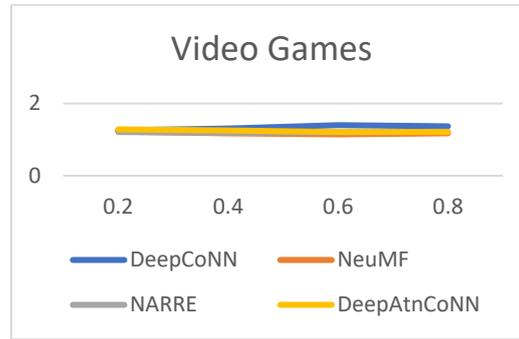 Video Games
2
0
0.2 0.4 0.6 0.8
DeepCoNN NeuMF
NARRE DeepAtnCoNN